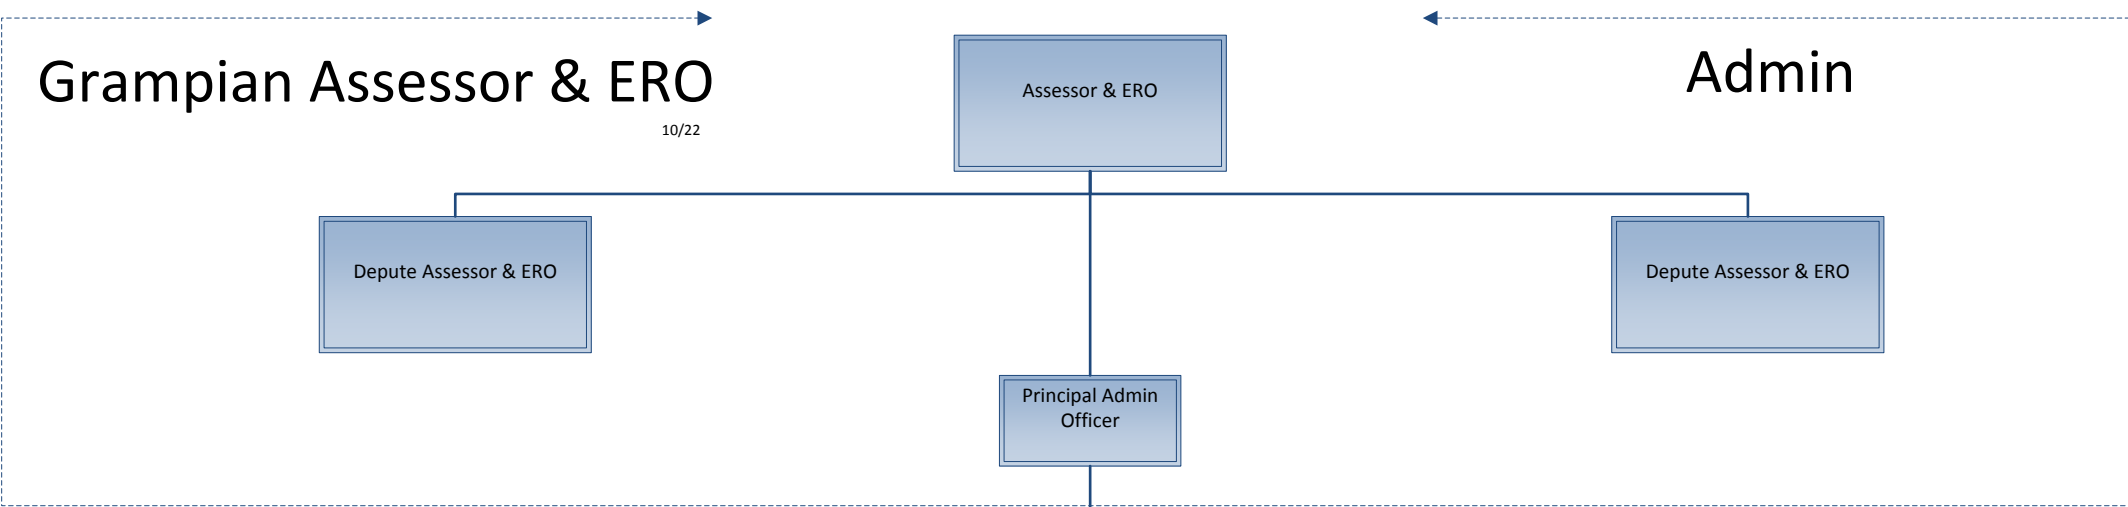 Grampian Assessor & ERO
10/22
Admin
Assessor & ERO
Depute Assessor & ERO
Depute Assessor & ERO
Principal Admin
Officer